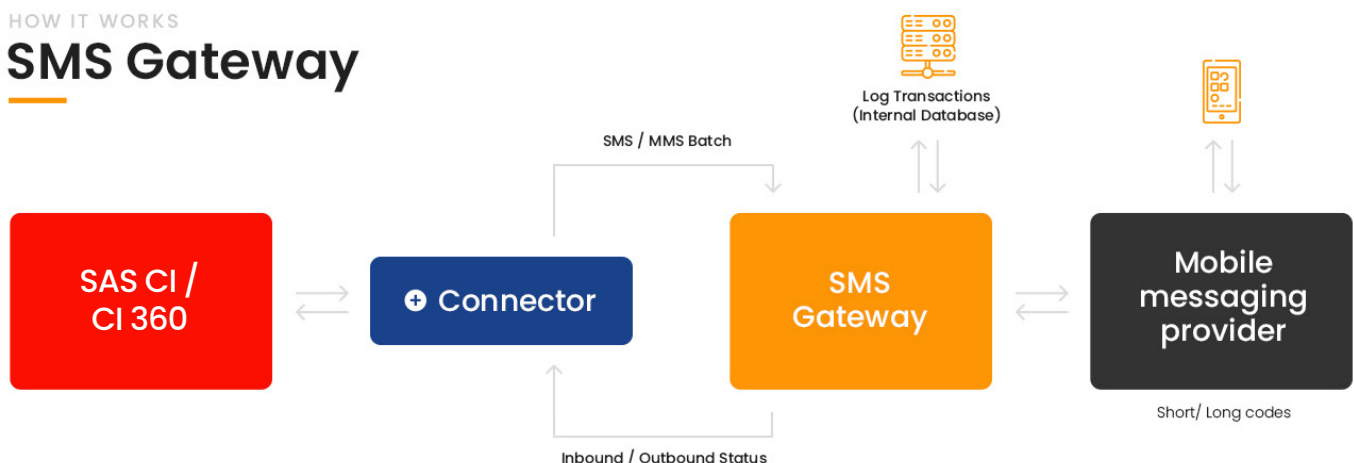 HOW IT WORKS
SMS Gateway
Log Transactions
(Internal Database)
SMS / MMS Batch
SAS CI /
CI 360
Connector
SMS
Gateway
Mobile
messaging
provider
Short/ Long codes
Inbound / Outbound Status